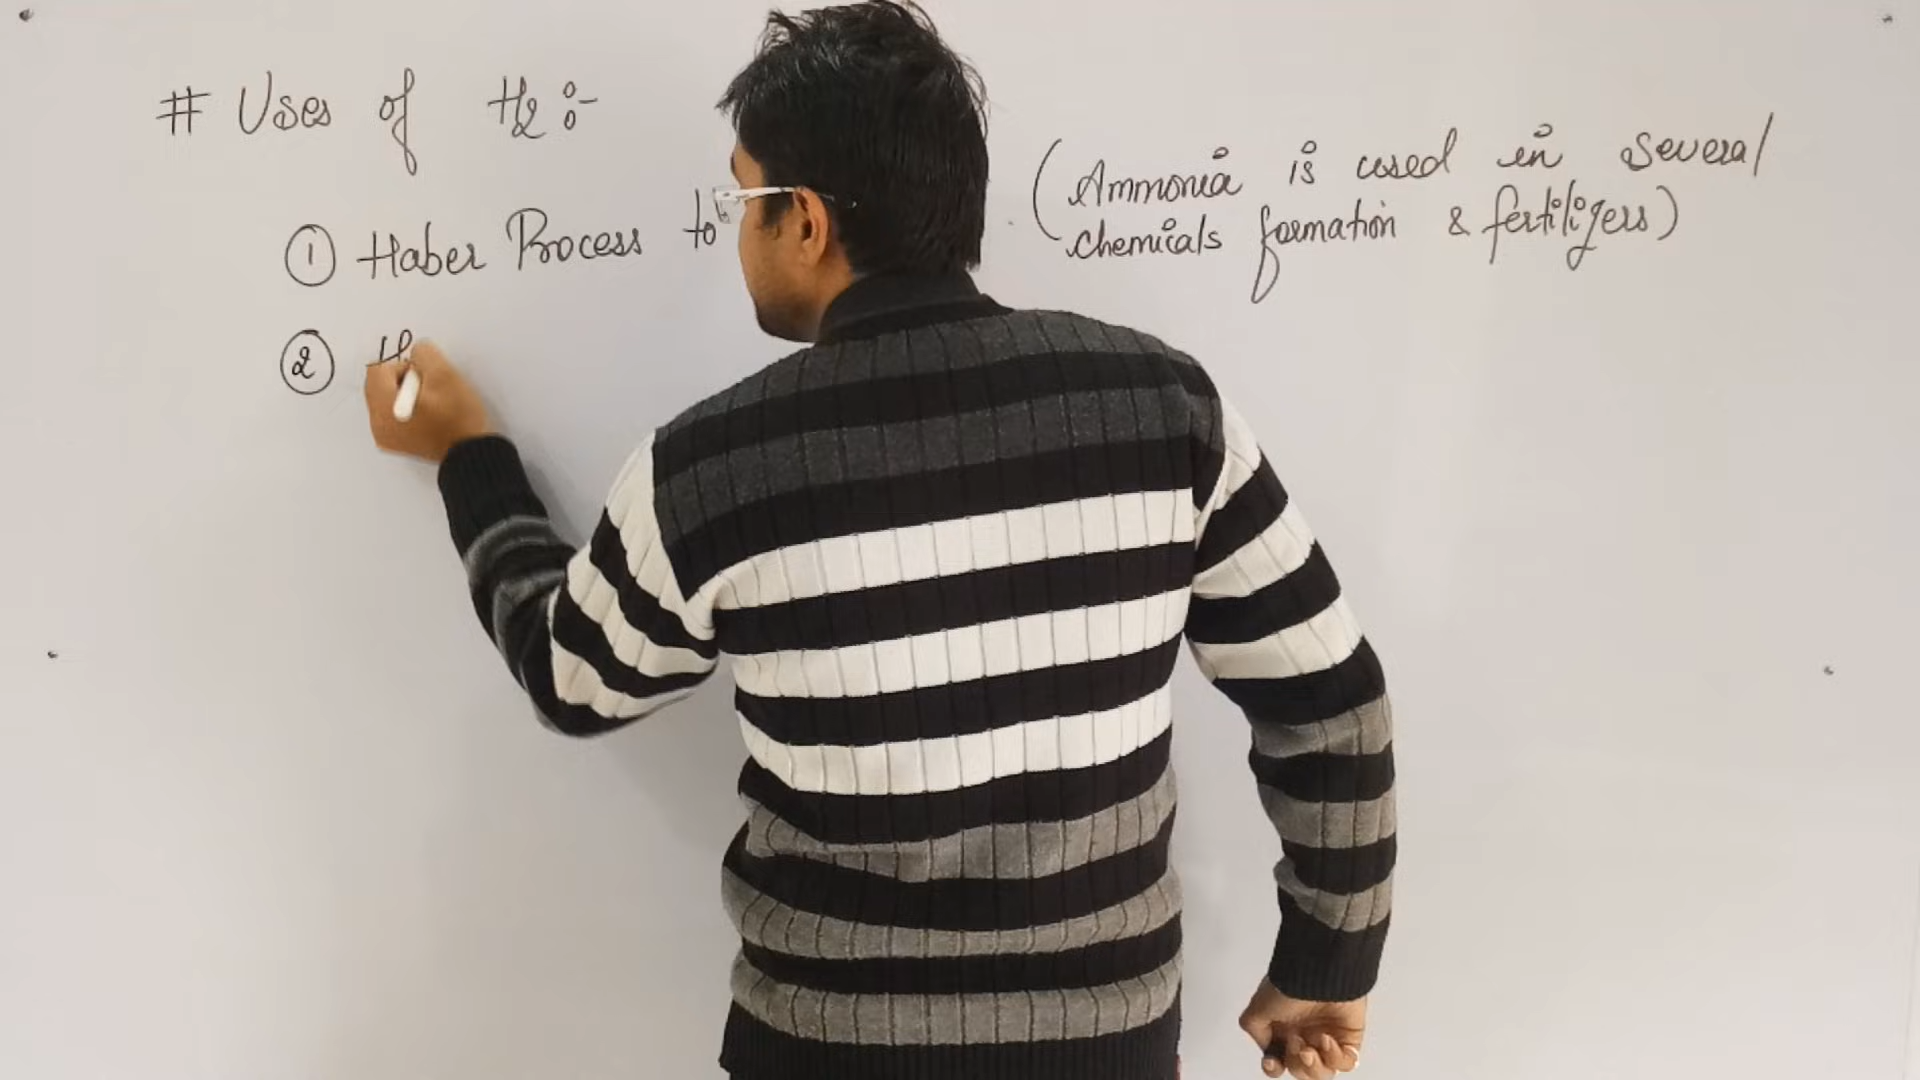 # Uses of H2 :-
① Haber Process to
(Ammonia is used in several
chemicals formation & fertilizers)
② H